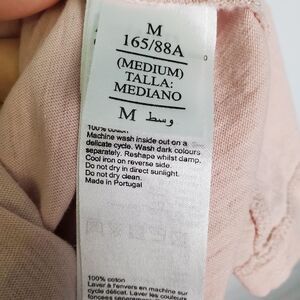 M
165/88A
(MEDIUM)
TALLA:
MEDIANO
M وسط
100% cotton
Machine wash inside out on a
delicate cycle. Wash dark colours
separately. Reshape whilst damp.
Cool iron on reverse side.
Do not dry in direct sunlight.
Do not dry clean.
Made in Portugal
100% coton
Laver à l'envers en machine sur
cycle délicat. Laver les couleurs
foncées séparément.